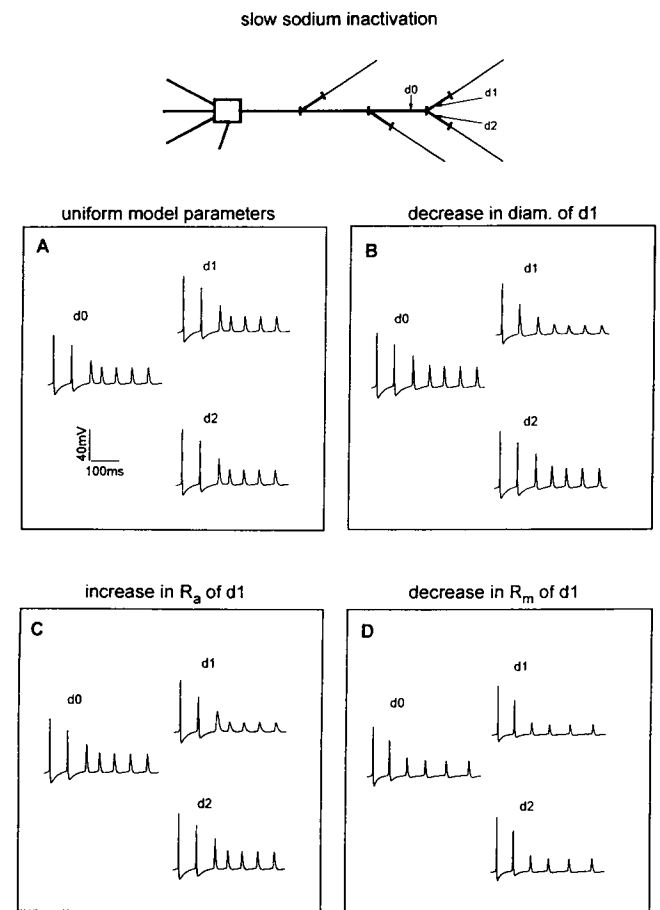 slow sodium inactivation
d0
d1
d2
uniform model parameters
A
d1
d0
d2
40mV
100ms
decrease in diam. of d1
B
d1
d0
d2
increase in Ra of d1
C
d1
d0
d2
decrease in Rm of d1
D
d1
d0
d2